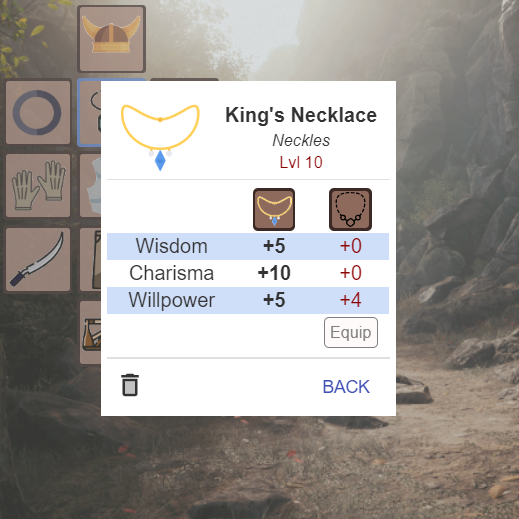 King's Necklace
Neckles
Lvl 10
Wisdom +5 +0
Charisma +10 +0
Willpower +5 +4
Equip
BACK